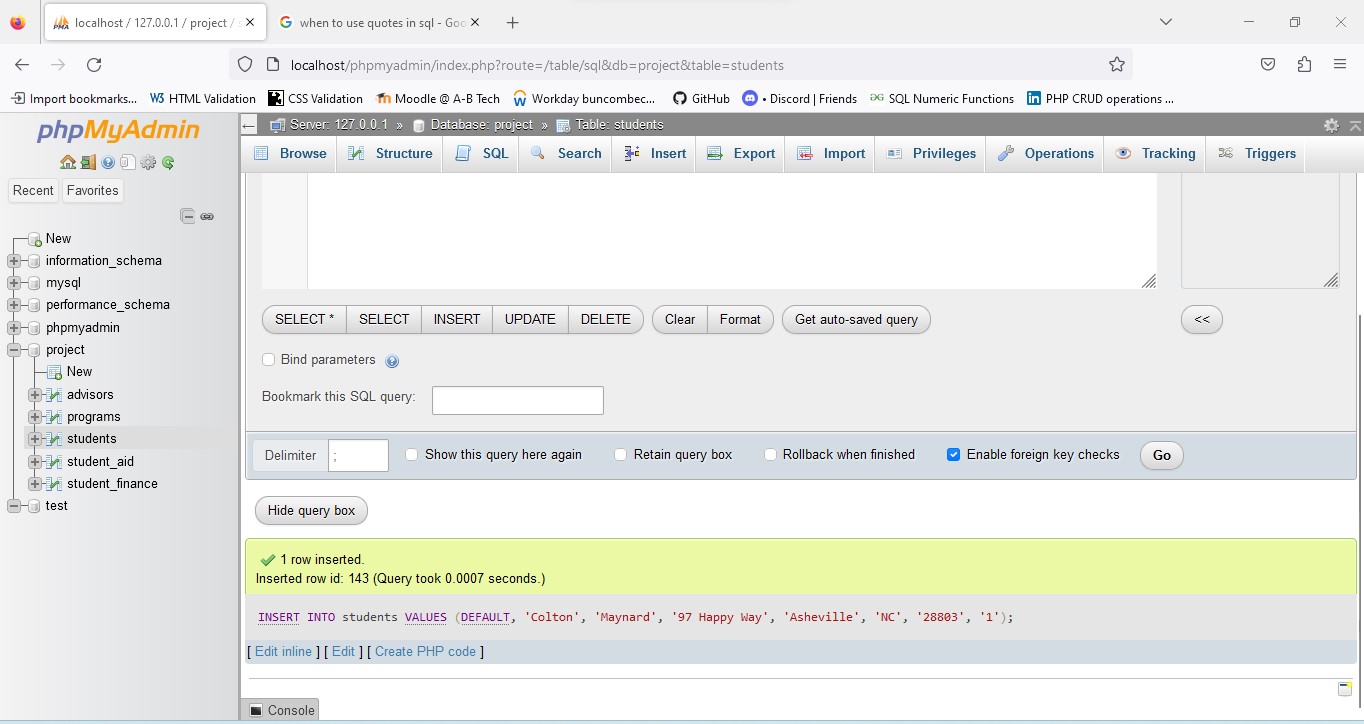 localhost / 127.0.0.1 / project / s
when to use quotes in sql - Goo
localhost/phpmyadmin/index.php?route=/table/sql&db=project&table=students
Import bookmarks...
W3 HTML Validation
CSS Validation
Moodle @ A-B Tech
Workday buncombec...
GitHub
• Discord | Friends
SQL Numeric Functions
PHP CRUD operations ...
phpMyAdmin
Recent
Favorites
New
information_schema
mysql
performance_schema
phpmyadmin
project
New
advisors
programs
students
student_aid
student_finance
test
Server: 127.0.0.1 » Database: project » Table: students
Browse
Structure
SQL
Search
Insert
Export
Import
Privileges
Operations
Tracking
Triggers
SELECT *
SELECT
INSERT
UPDATE
DELETE
Clear
Format
Get auto-saved query
<<
Bind parameters
Bookmark this SQL query:
Delimiter ;
Show this query here again
Retain query box
Rollback when finished
Enable foreign key checks
Go
Hide query box
1 row inserted.
Inserted row id: 143 (Query took 0.0007 seconds.)
INSERT INTO students VALUES (DEFAULT, 'Colton', 'Maynard', '97 Happy Way', 'Asheville', 'NC', '28803', '1');
[ Edit inline ] [ Edit ] [ Create PHP code ]
Console